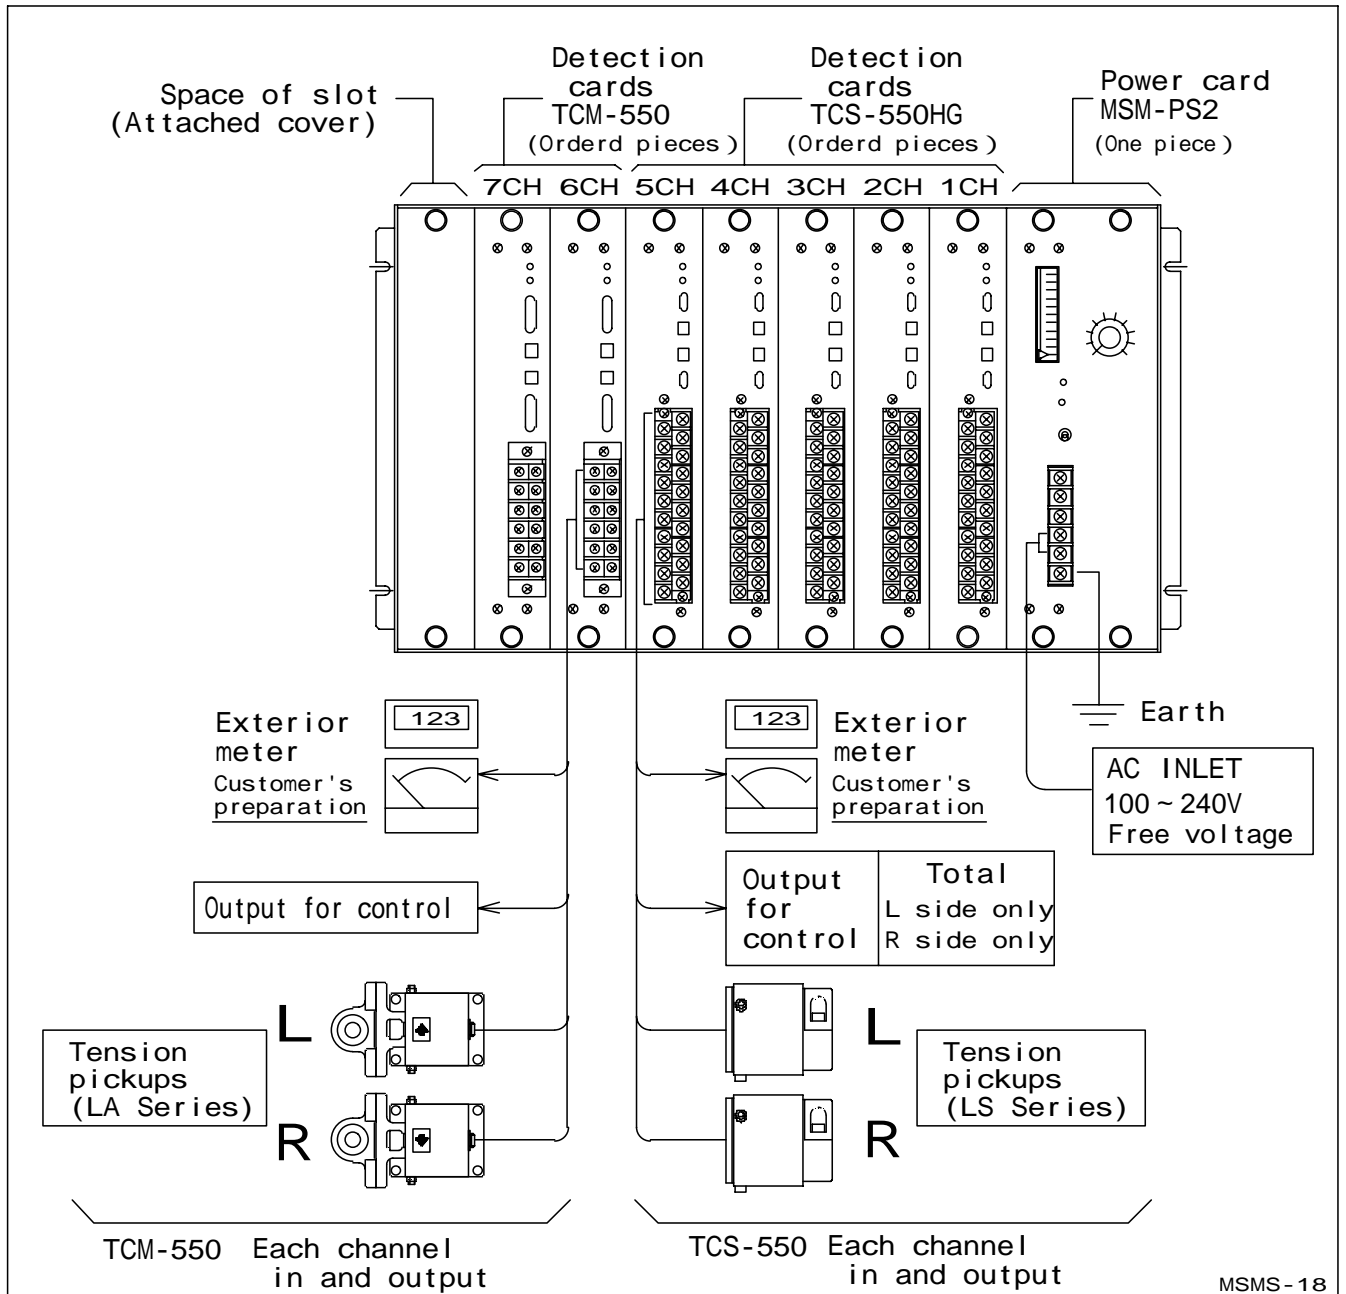 Space of slot
(Attached cover)
Detection
cards
TCM-550
(Orderd pieces)
Detection
cards
TCS-550HG
(Orderd pieces)
Power card
MSM-PS2
(One piece)
7CH 6CH 5CH 4CH 3CH 2CH 1CH
Exterior
meter
Customer's
preparation
123
123
Exterior
meter
Customer's
preparation
Earth
AC INLET
100~240V
Free voltage
Output for control
Output
for
control
Total
L side only
R side only
Tension
pickups
(LA Series)
L
R
L
R
Tension
pickups
(LS Series)
TCM-550 Each channel
in and output
TCS-550 Each channel
in and output
MSMS-18